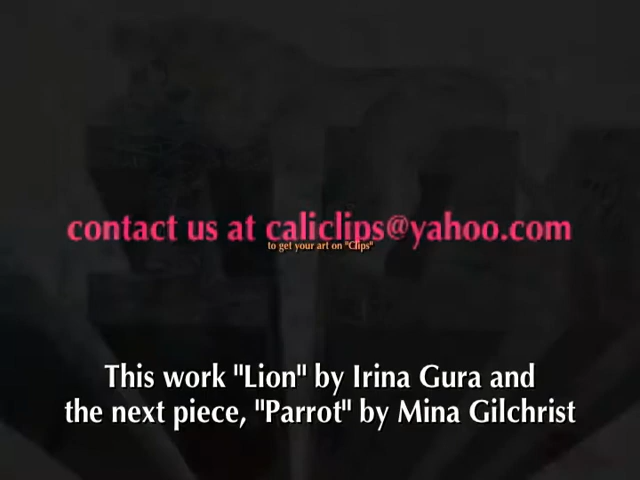 contact us at caliclips@yahoo.com
to get your art on "Clips"
This work "Lion" by Irina Gura and
the next piece, "Parrot" by Mina Gilchrist